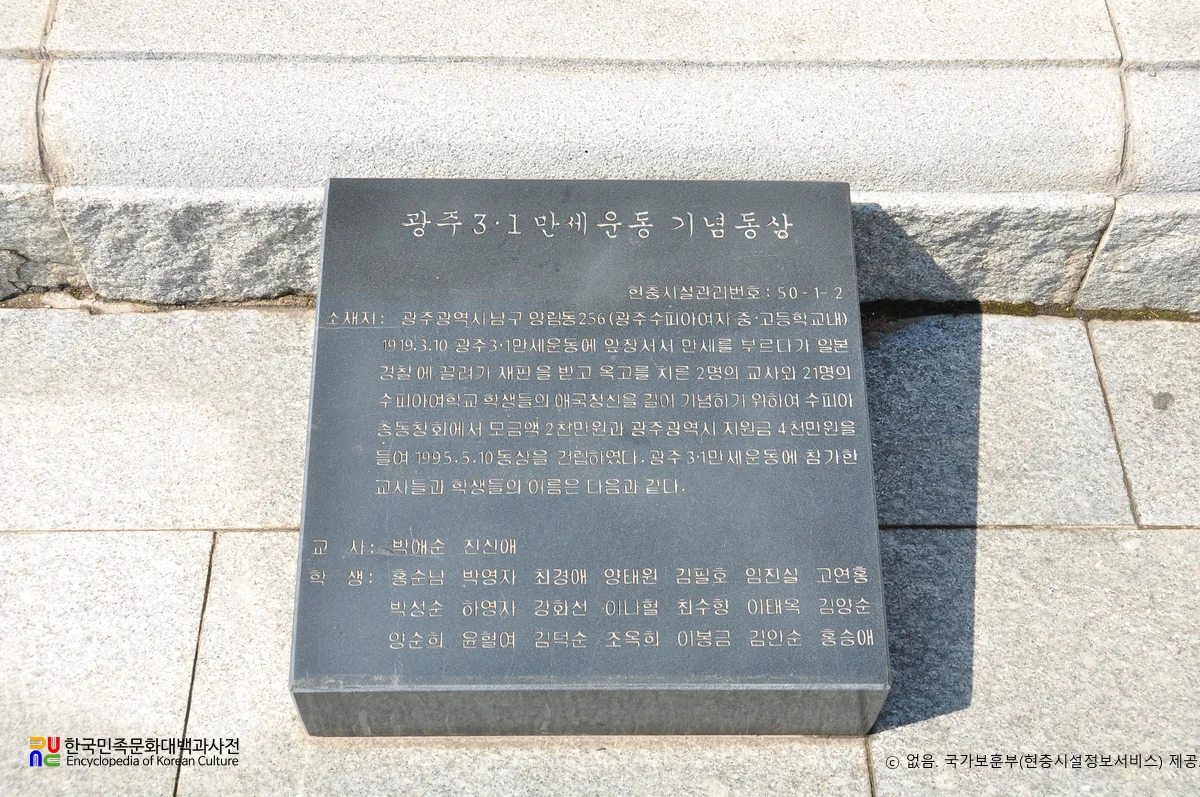 광주 3·1 만세운동 기념동상
현충시설관리번호 : 50-1-2
소재지 : 광주광역시남구 양림동256(광주수피아여자 중·고등학교내)
1919.3.10 광주3·1만세운동에 앞장서서 만세를 부르다가 일본
경찰에 끌려가 재판을 받고 옥고를 치른 2명의 교사와 21명의
수피아여학교 학생들의 애국정신을 길이 기념하기 위하여 수피아
총동창회에서 모금액 2천만원과 광주광역시 지원금 4천만원을
들여 1995.5.10동상을 건립하였다. 광주 3·1만세운동에 참가한
교사들과 학생들의 이름은 다음과 같다.
교 사 : 박애순 진신애
학 생 : 홍순남 박영자 최경애 양태원 김필호 임진실 고연홍
박성순 하영자 강화선 이나혈 최수향 이태옥 김양순
양순희 윤혈여 김덕순 조옥희 이봉금 김안순 홍승애
한국민족문화대백과사전
Encyclopedia of Korean Culture
ⓒ 없음. 국가보훈부(현충시설정보서비스) 제공.